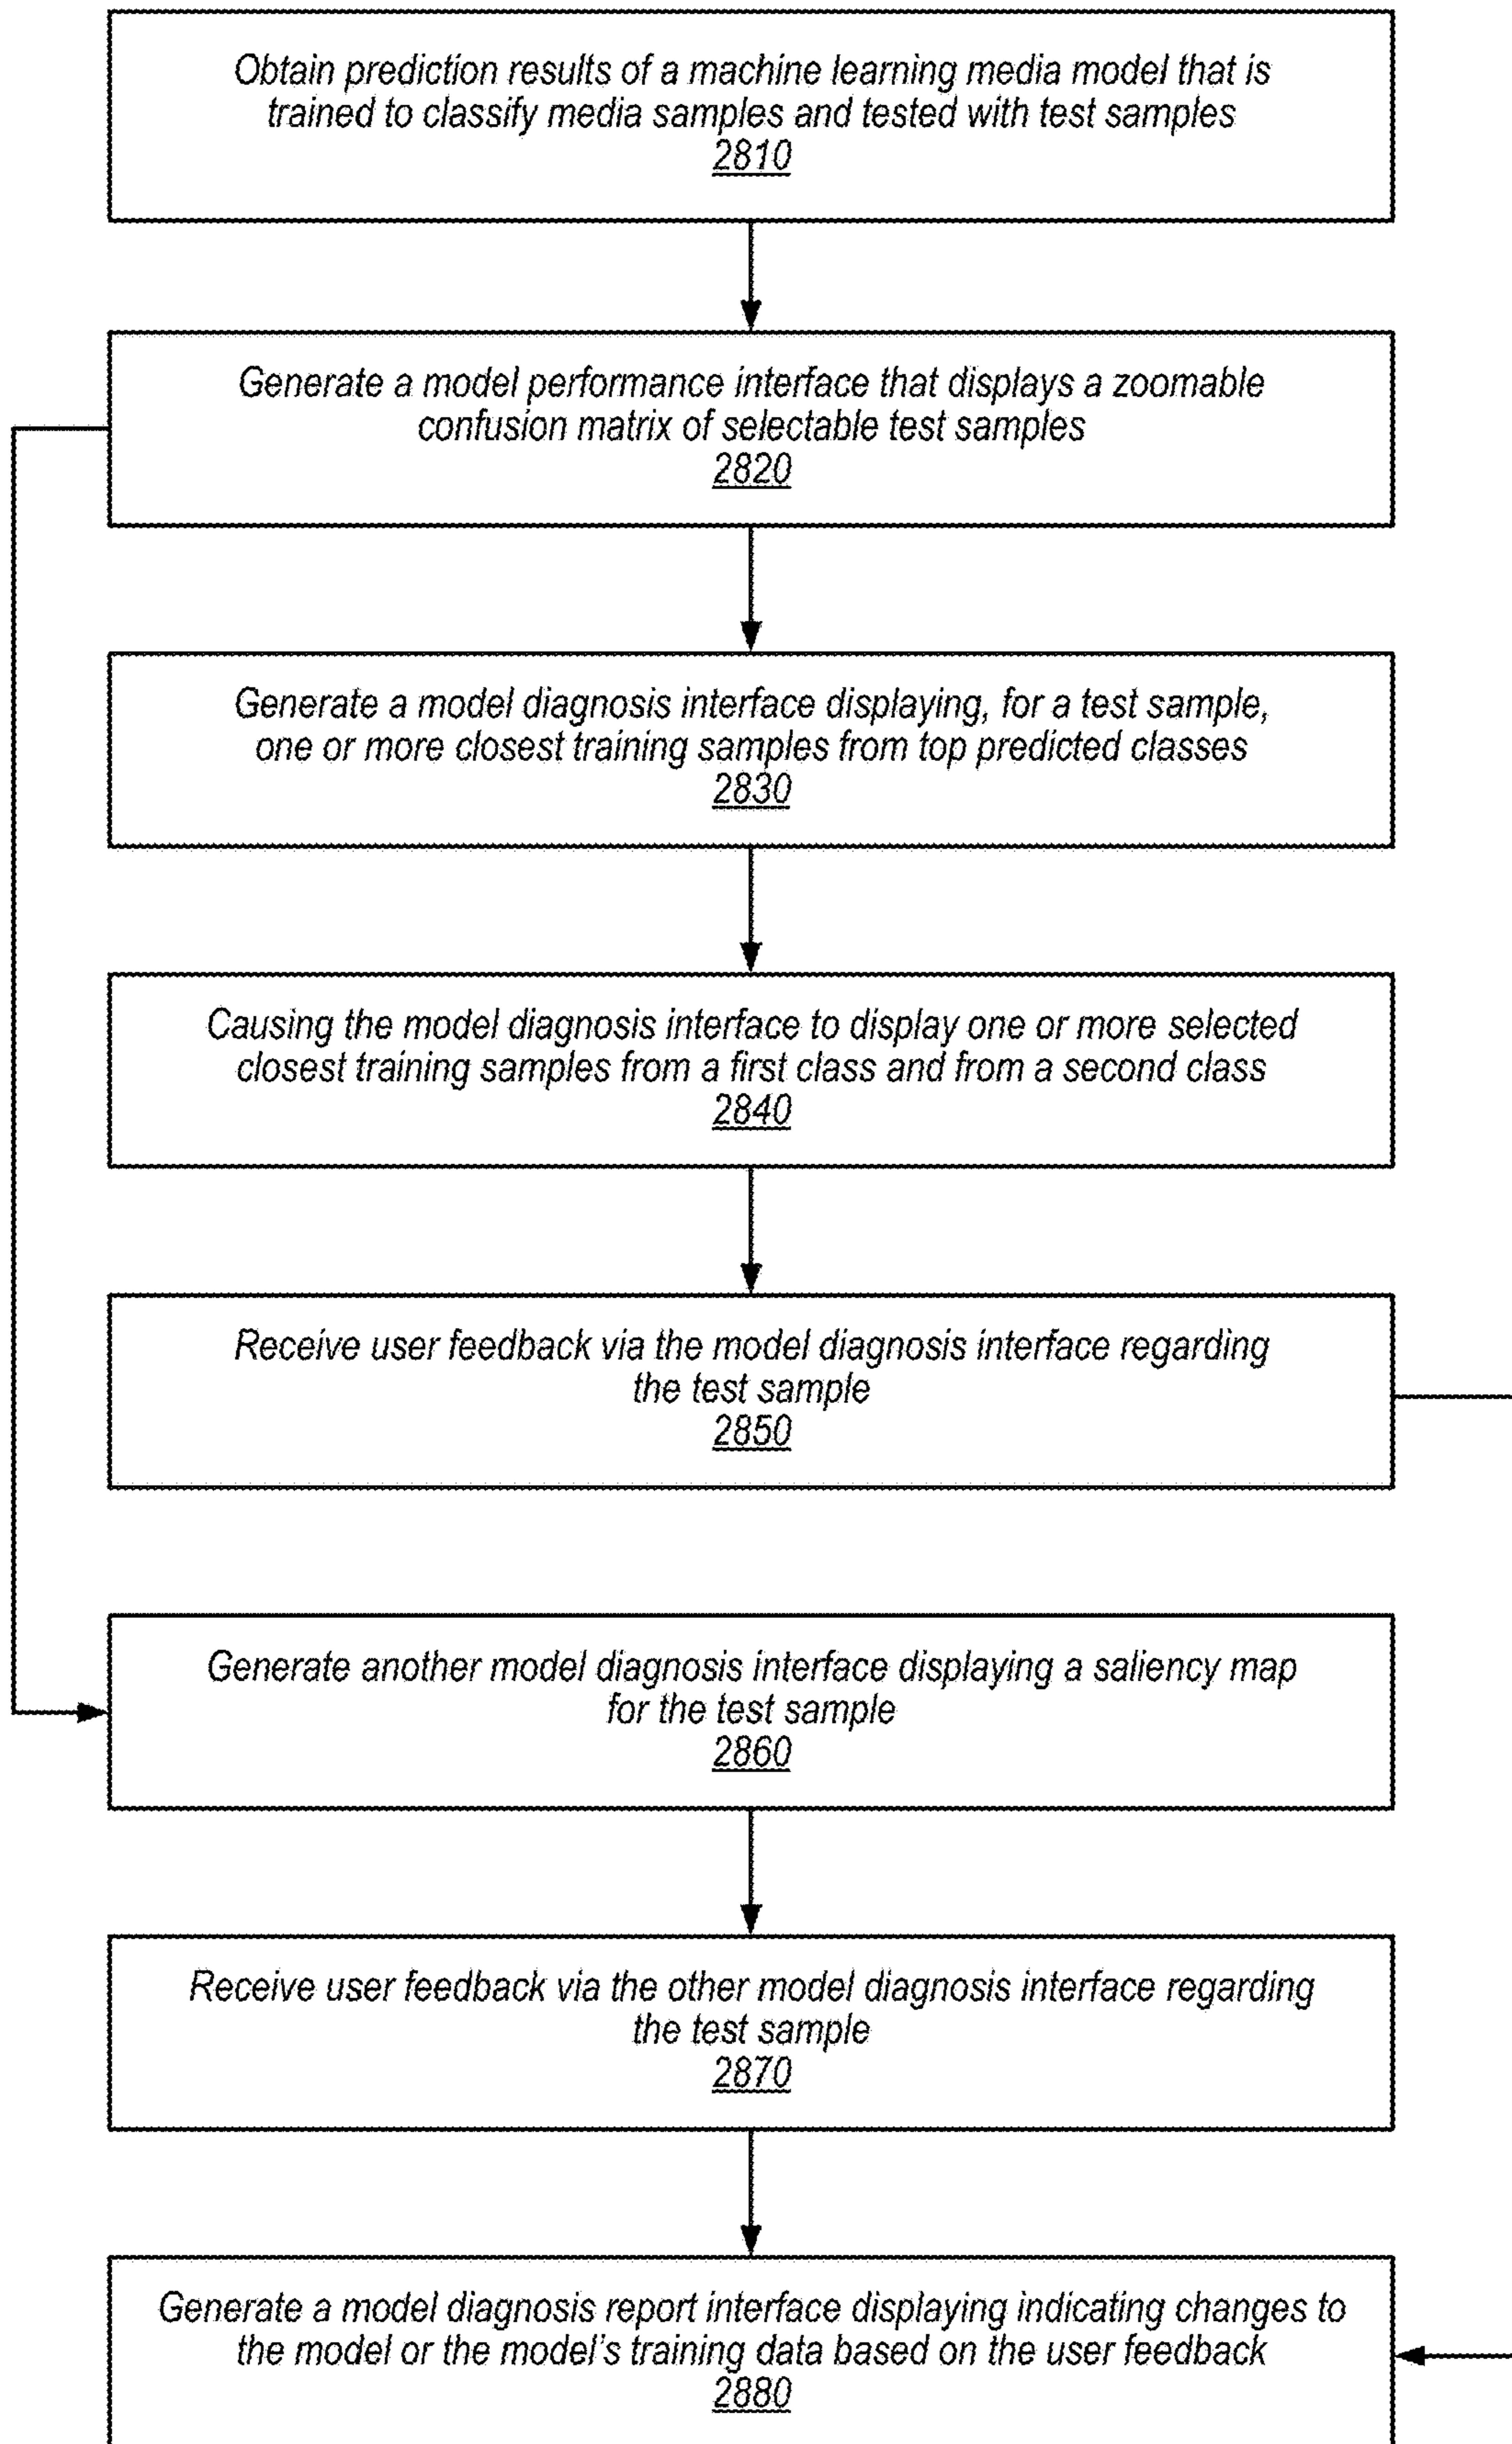 Obtain prediction results of a machine learning media model that is
trained to classify media samples and tested with test samples
2810
Generate a model performance interface that displays a zoomable
confusion matrix of selectable test samples
2820
Generate a model diagnosis interface displaying, for a test sample,
one or more closest training samples from top predicted classes
2830
Causing the model diagnosis interface to display one or more selected
closest training samples from a first class and from a second class
2840
Receive user feedback via the model diagnosis interface regarding
the test sample
2850
Generate another model diagnosis interface displaying a saliency map
for the test sample
2860
Receive user feedback via the other model diagnosis interface regarding
the test sample
2870
Generate a model diagnosis report interface displaying indicating changes to
the model or the model's training data based on the user feedback
2880